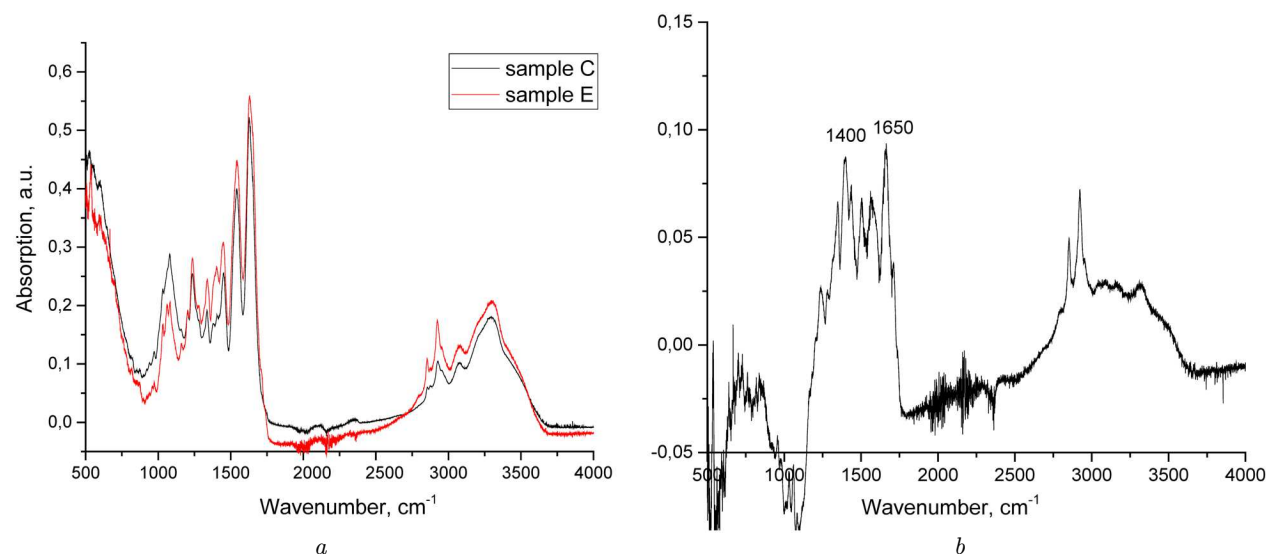 0,6
0,5
0,4
0,3
0,2
0,1
0,0
Absorption, a.u.
sample C
sample E
500 1000 1500 2000 2500 3000 3500 4000
Wavenumber, cm-1
a
0,15
0,10
0,05
0,00
-0,05
1400
1650
500 1000 1500 2000 2500 3000 3500 4000
Wavenumber, cm-1
b